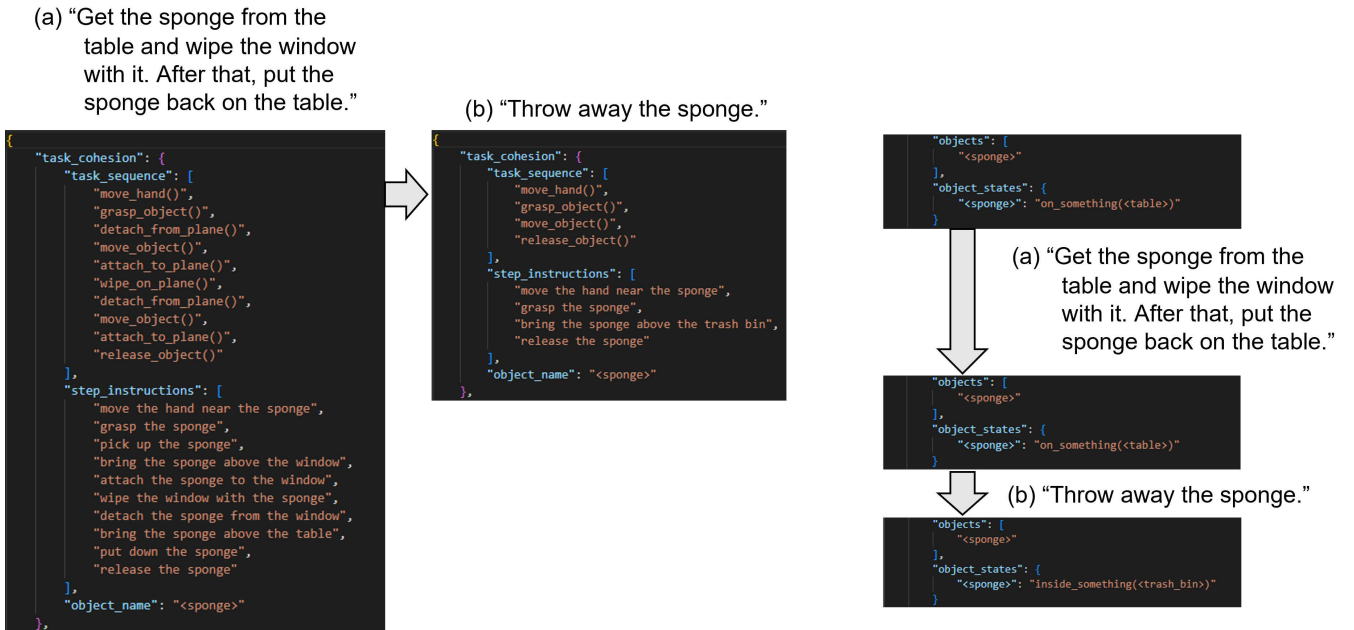 (a) “Get the sponge from the
table and wipe the window
with it. After that, put the
sponge back on the table.”
{
"task_cohesion": {
"task_sequence": [
"move_hand()",
"grasp_object()",
"detach_from_plane()",
"move_object()",
"attach_to_plane()",
"wipe_on_plane()",
"detach_from_plane()",
"move_object()",
"attach_to_plane()",
"release_object()"
],
"step_instructions": [
"move the hand near the sponge",
"grasp the sponge",
"pick up the sponge",
"bring the sponge above the window",
"attach the sponge to the window",
"wipe the window with the sponge",
"detach the sponge from the window",
"bring the sponge above the table",
"put down the sponge",
"release the sponge"
],
"object_name": "<sponge>"
},
(b) “Throw away the sponge.”
{
"task_cohesion": {
"task_sequence": [
"move_hand()",
"grasp_object()",
"move_object()",
"release_object()"
],
"step_instructions": [
"move the hand near the sponge",
"grasp the sponge",
"bring the sponge above the trash bin",
"release the sponge"
],
"object_name": "<sponge>"
},
"objects": [
"<sponge>"
],
"object_states": {
"<sponge>": "on_something(<table>)"
}
(a) “Get the sponge from the
table and wipe the window
with it. After that, put the
sponge back on the table.”
"objects": [
"<sponge>"
],
"object_states": {
"<sponge>": "on_something(<table>)"
}
(b) “Throw away the sponge.”
"objects": [
"<sponge>"
],
"object_states": {
"<sponge>": "inside_something(<trash_bin>)"
}